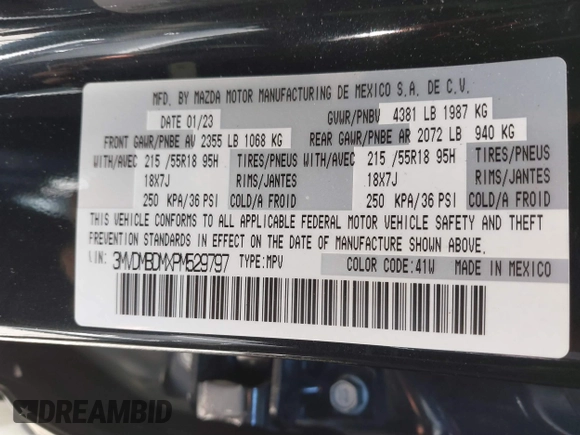 MFD. BY MAZDA MOTOR MANUFACTURING DE MEXICO S.A. DE C.V.
DATE 01/23 GVWR/PNBV 4381 LB 1987 KG
FRONT GAWR/PNBE AV 2355 LB 1068 KG REAR GAWR/PNBE AR 2072 LB 940 KG
WITH/AVEC 215 /55R18 95H TIRES/PNEUS WITH/AVEC 215 /55R18 95H TIRES/PNEUS
18X7J RIMS/JANTES 18X7J RIMS/JANTES
250 KPA/36 PSI COLD/A FROID 250 KPA/36 PSI COLD/A FROID
THIS VEHICLE CONFORMS TO ALL APPLICABLE FEDERAL MOTOR VEHICLE SAFETY AND THEFT
PREVENTION STANDARDS IN EFFECT ON THE DATE OF MANUFACTURE SHOWN ABOVE.
VIN: 3MVDMBDMXPM529797 TYPE: MPV COLOR CODE: 41W MADE IN MEXICO
DREAMBID